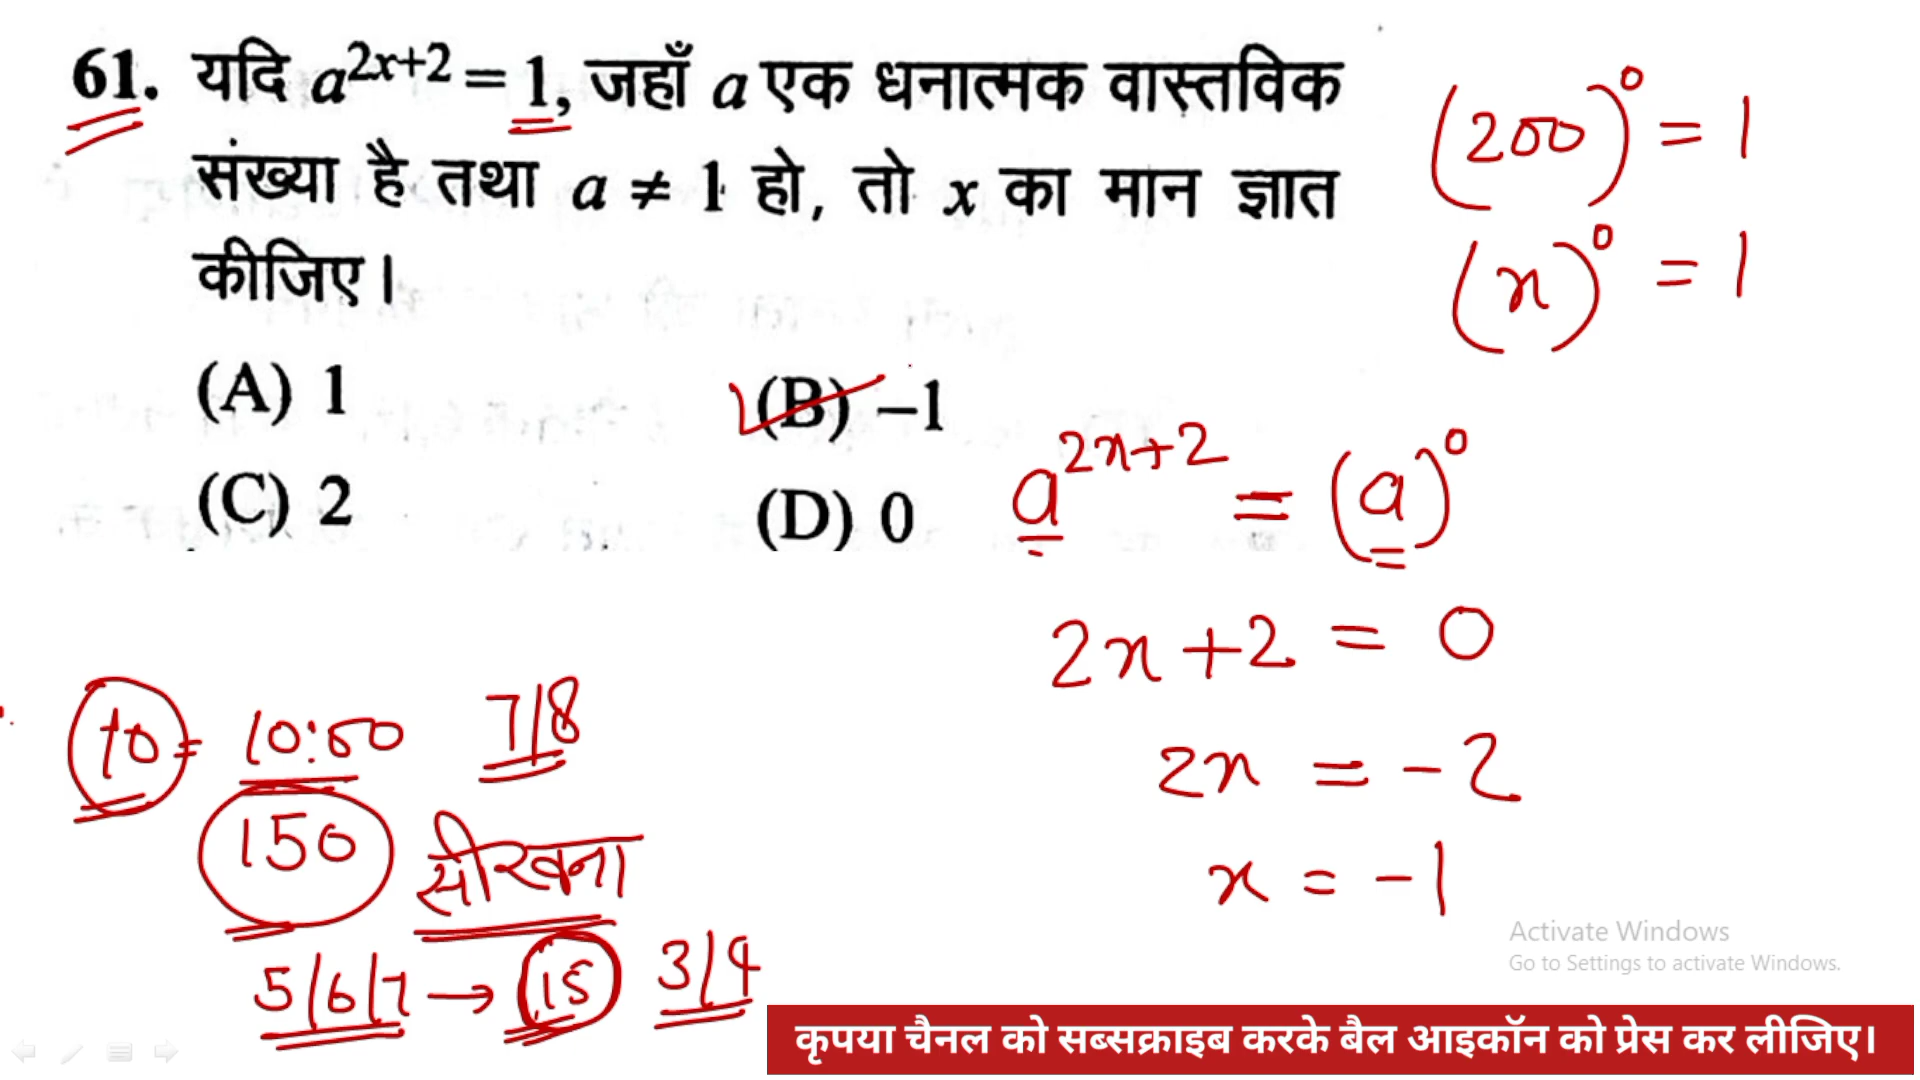 61. यदि a^{2x+2} = 1, जहाँ a एक धनात्मक वास्तविक
संख्या है तथा a ≠ 1 हो, तो x का मान ज्ञात
कीजिए।
(A) 1
(B) –1
(C) 2
(D) 0
(200)^0 = 1
(x)^0 = 1
a^{2x+2} = (a)^0
2x + 2 = 0
2x = -2
x = -1
10 = 10:50 7/8
150 सीखना
5/6/7 → 15 3/4
Activate Windows
Go to Settings to activate Windows.
कृपया चैनल को सब्सक्राइब करके बैल आइकॉन को प्रेस कर लीजिए।